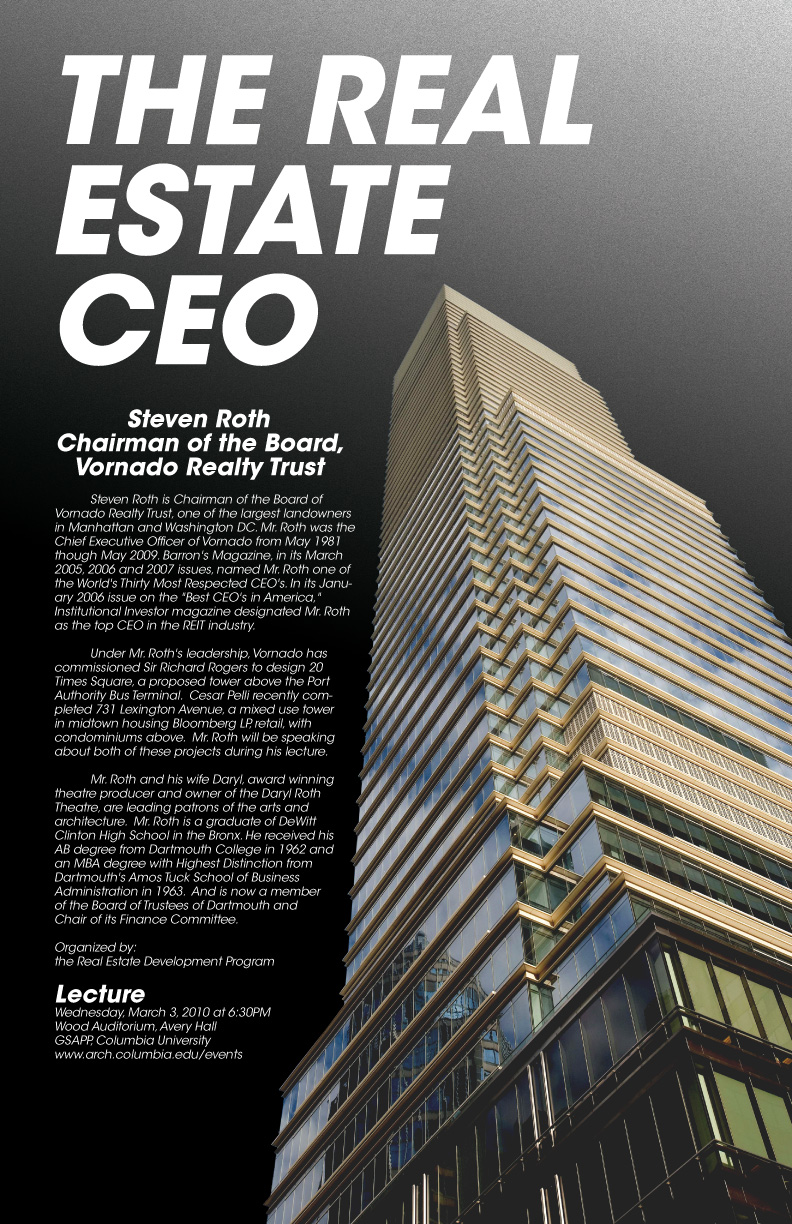 THE REAL
ESTATE
CEO
Steven Roth
Chairman of the Board,
Vornado Realty Trust
Steven Roth is Chairman of the Board of
Vornado Realty Trust, one of the largest landowners
in Manhattan and Washington DC. Mr. Roth was the
Chief Executive Officer of Vornado from May 1981
though May 2009. Barron's Magazine, in its March
2005, 2006 and 2007 issues, named Mr. Roth one of
the World's Thirty Most Respected CEO's. In its Janu-
ary 2006 issue on the "Best CEO's in America,"
Institutional Investor magazine designated Mr. Roth
as the top CEO in the REIT industry.
Under Mr. Roth's leadership, Vornado has
commissioned Sir Richard Rogers to design 20
Times Square, a proposed tower above the Port
Authority Bus Terminal. Cesar Pelli recently com-
pleted 731 Lexington Avenue, a mixed use tower
in midtown housing Bloomberg LP, retail, with
condominiums above. Mr. Roth will be speaking
about both of these projects during his lecture.
Mr. Roth and his wife Daryl, award winning
theatre producer and owner of the Daryl Roth
Theatre, are leading patrons of the arts and
architecture. Mr. Roth is a graduate of DeWitt
Clinton High School in the Bronx. He received his
AB degree from Dartmouth College in 1962 and
an MBA degree with Highest Distinction from
Dartmouth's Amos Tuck School of Business
Administration in 1963. And is now a member
of the Board of Trustees of Dartmouth and
Chair of its Finance Committee.
Organized by:
the Real Estate Development Program
Lecture
Wednesday, March 3, 2010 at 6:30PM
Wood Auditorium, Avery Hall
GSAPP, Columbia University
www.arch.columbia.edu/events